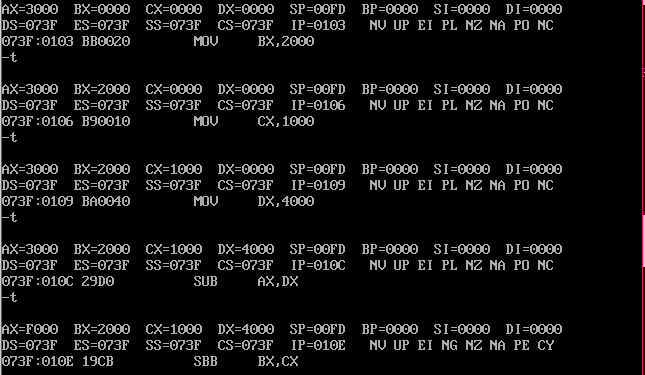 AX=3000 BX=0000 CX=0000 DX=0000 SP=00FD BP=0000 SI=0000 DI=0000
DS=073F ES=073F SS=073F CS=073F IP=0103 NV UP EI PL NZ NA PO NC
073F:0103 BB0020 MOV BX,2000
-t
AX=3000 BX=2000 CX=0000 DX=0000 SP=00FD BP=0000 SI=0000 DI=0000
DS=073F ES=073F SS=073F CS=073F IP=0106 NV UP EI PL NZ NA PO NC
073F:0106 B90010 MOV CX,1000
-t
AX=3000 BX=2000 CX=1000 DX=0000 SP=00FD BP=0000 SI=0000 DI=0000
DS=073F ES=073F SS=073F CS=073F IP=0109 NV UP EI PL NZ NA PO NC
073F:0109 BA0040 MOV DX,4000
-t
AX=3000 BX=2000 CX=1000 DX=4000 SP=00FD BP=0000 SI=0000 DI=0000
DS=073F ES=073F SS=073F CS=073F IP=010C NV UP EI PL NZ NA PO NC
073F:010C 29D0 SUB AX,DX
-t
AX=F000 BX=2000 CX=1000 DX=4000 SP=00FD BP=0000 SI=0000 DI=0000
DS=073F ES=073F SS=073F CS=073F IP=010E NV UP EI NG NZ NA PE CY
073F:010E 19CB SBB BX,CX